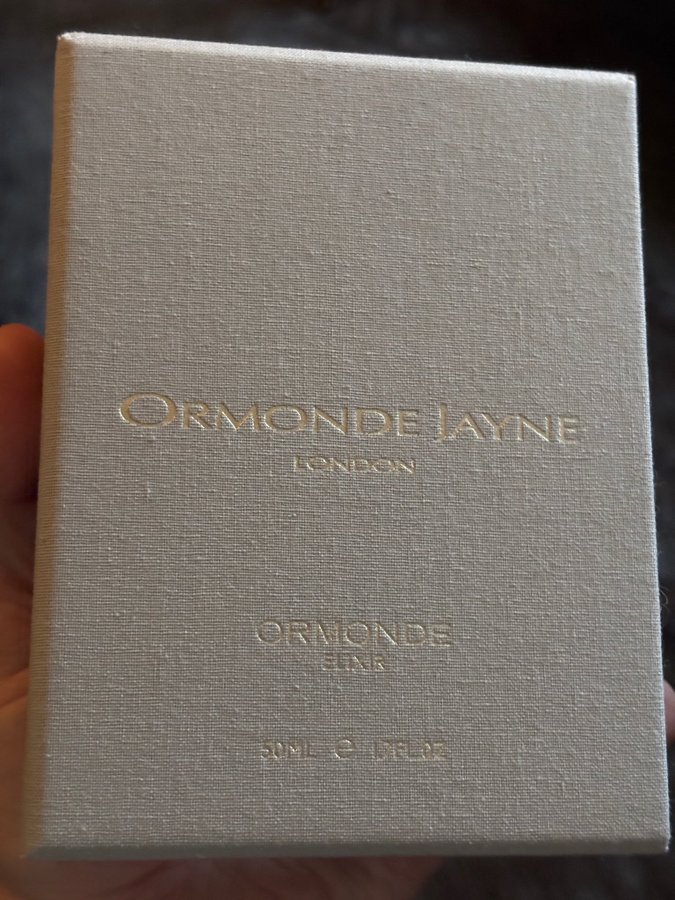 ORMONDE JAYNE
LONDON
ORMONDE
ELIXIR
50ML ℮ 1.7FL.OZ